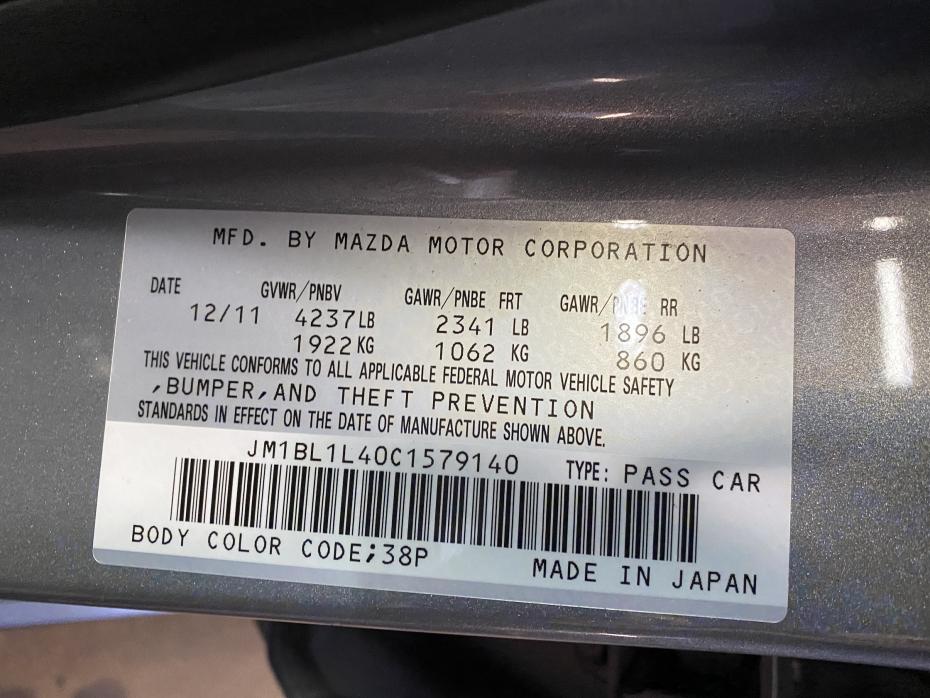 MFD. BY MAZDA MOTOR CORPORATION
DATE GVWR/PNBV GAWR/PNBE FRT GAWR/PNBE RR
12/11 4237LB 2341 LB 1896 LB
1922KG 1062 KG 860 KG
THIS VEHICLE CONFORMS TO ALL APPLICABLE FEDERAL MOTOR VEHICLE SAFETY
,BUMPER,AND THEFT PREVENTION
STANDARDS IN EFFECT ON THE DATE OF MANUFACTURE SHOWN ABOVE.
JM1BL1L40C1579140 TYPE: PASS CAR
BODY COLOR CODE;38P MADE IN JAPAN